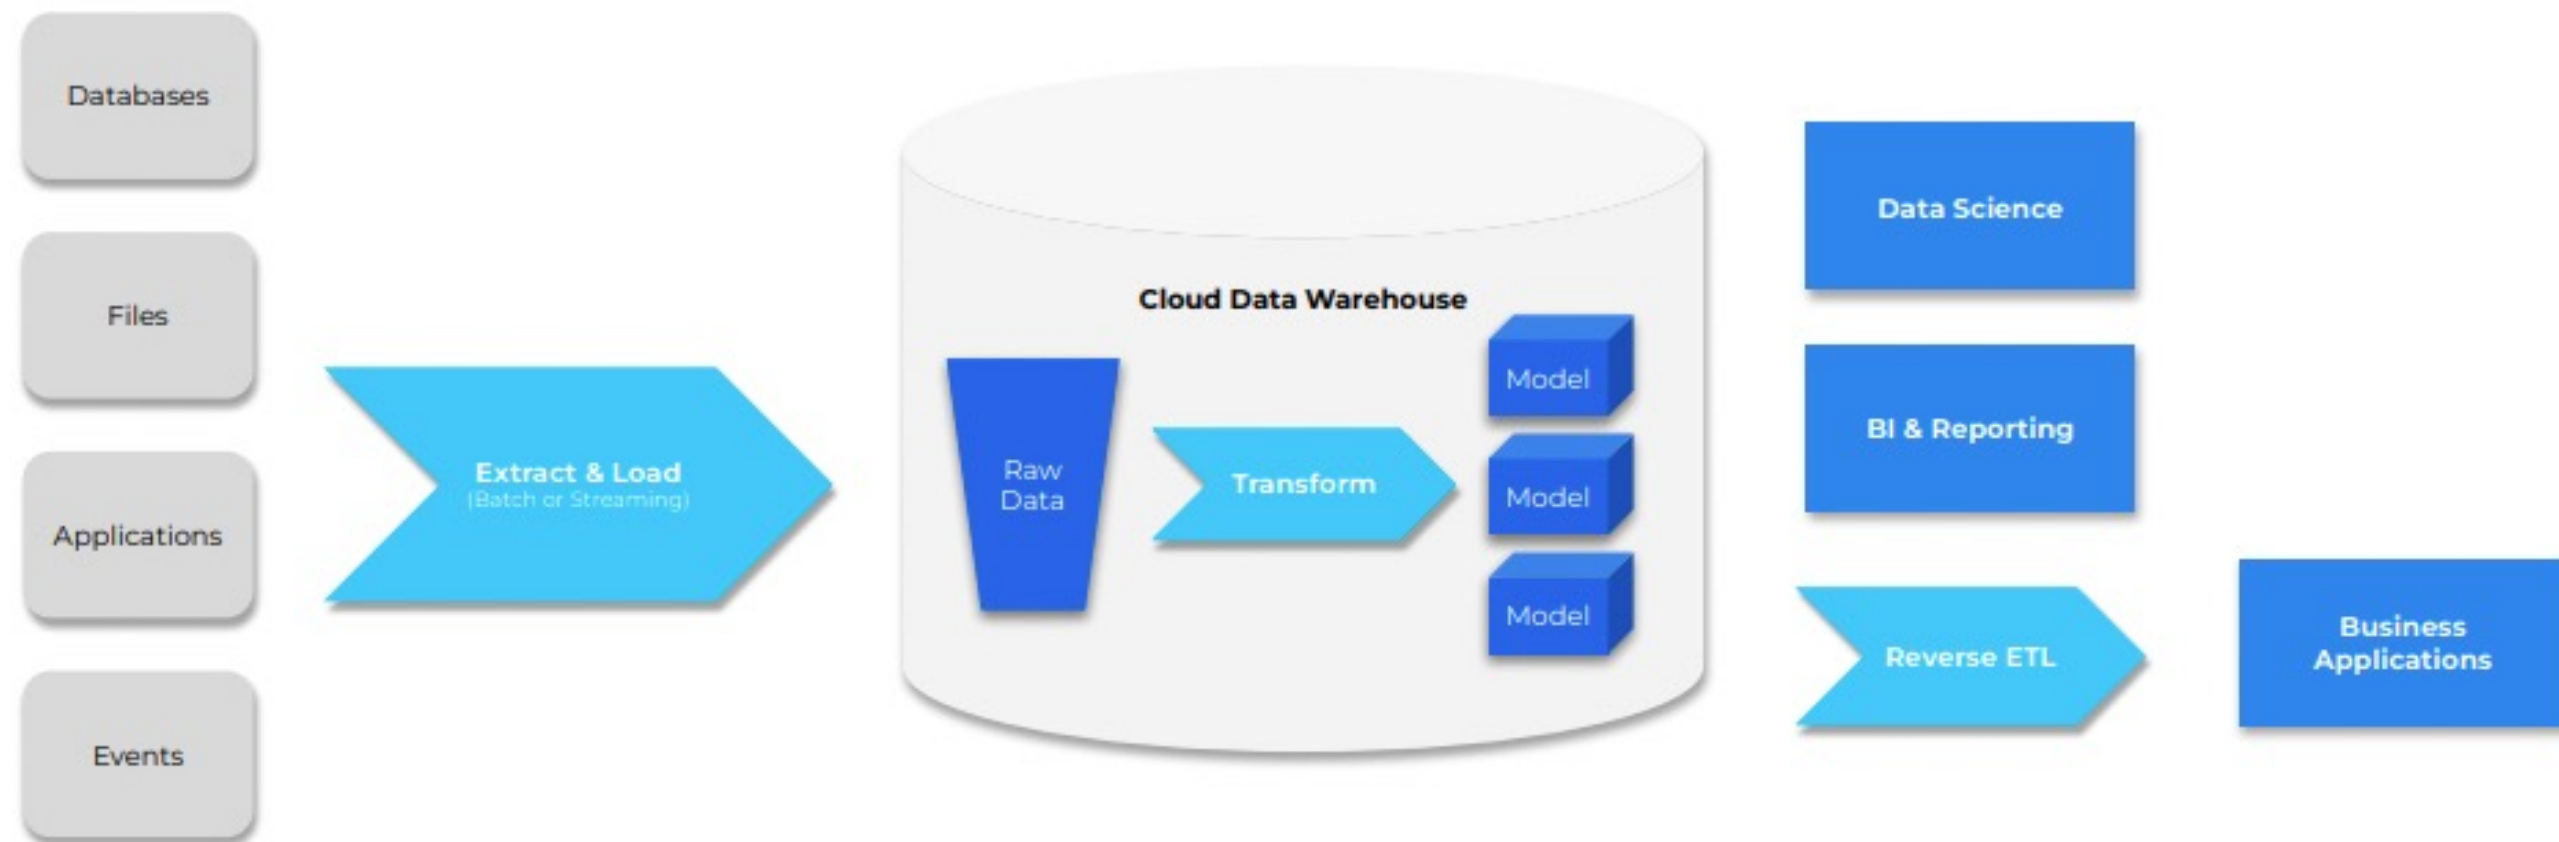 Databases
Files
Applications
Events
Extract & Load
(Batch or Streaming)
Cloud Data Warehouse
Raw
Data
Transform
Model
Model
Model
Data Science
BI & Reporting
Reverse ETL
Business
Applications